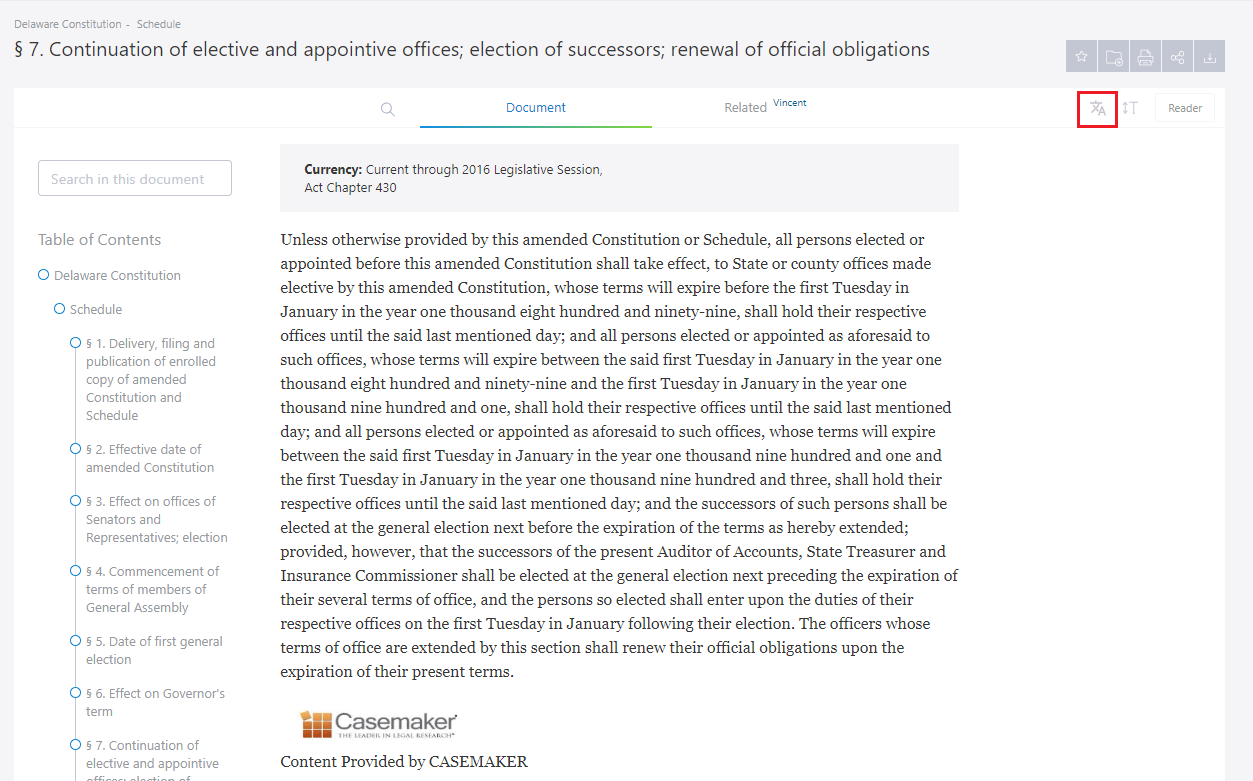 Delaware Constitution - Schedule
§ 7. Continuation of elective and appointive offices; election of successors; renewal of official obligations
Document
Related Vincent
Reader
Search in this document
Table of Contents
Delaware Constitution
Schedule
§ 1. Delivery, filing and
publication of enrolled
copy of amended
Constitution and
Schedule
§ 2. Effective date of
amended Constitution
§ 3. Effect on offices of
Senators and
Representatives; election
§ 4. Commencement of
terms of members of
General Assembly
§ 5. Date of first general
election
§ 6. Effect on Governor's
term
§ 7. Continuation of
elective and appointive
offices; election of
Currency: Current through 2016 Legislative Session,
Act Chapter 430
Unless otherwise provided by this amended Constitution or Schedule, all persons elected or
appointed before this amended Constitution shall take effect, to State or county offices made
elective by this amended Constitution, whose terms will expire before the first Tuesday in
January in the year one thousand eight hundred and ninety-nine, shall hold their respective
offices until the said last mentioned day; and all persons elected or appointed as aforesaid to
such offices, whose terms will expire between the said first Tuesday in January in the year one
thousand eight hundred and ninety-nine and the first Tuesday in January in the year one
thousand nine hundred and one, shall hold their respective offices until the said last mentioned
day; and all persons elected or appointed as aforesaid to such offices, whose terms will expire
between the said first Tuesday in January in the year one thousand nine hundred and one and
the first Tuesday in January in the year one thousand nine hundred and three, shall hold their
respective offices until the said last mentioned day; and the successors of such persons shall be
elected at the general election next before the expiration of the terms as hereby extended;
provided, however, that the successors of the present Auditor of Accounts, State Treasurer and
Insurance Commissioner shall be elected at the general election next preceding the expiration of
their several terms of office, and the persons so elected shall enter upon the duties of their
respective offices on the first Tuesday in January following their election. The officers whose
terms of office are extended by this section shall renew their official obligations upon the
expiration of their present terms.
Casemaker
THE LEADER IN LEGAL RESEARCH
Content Provided by CASEMAKER